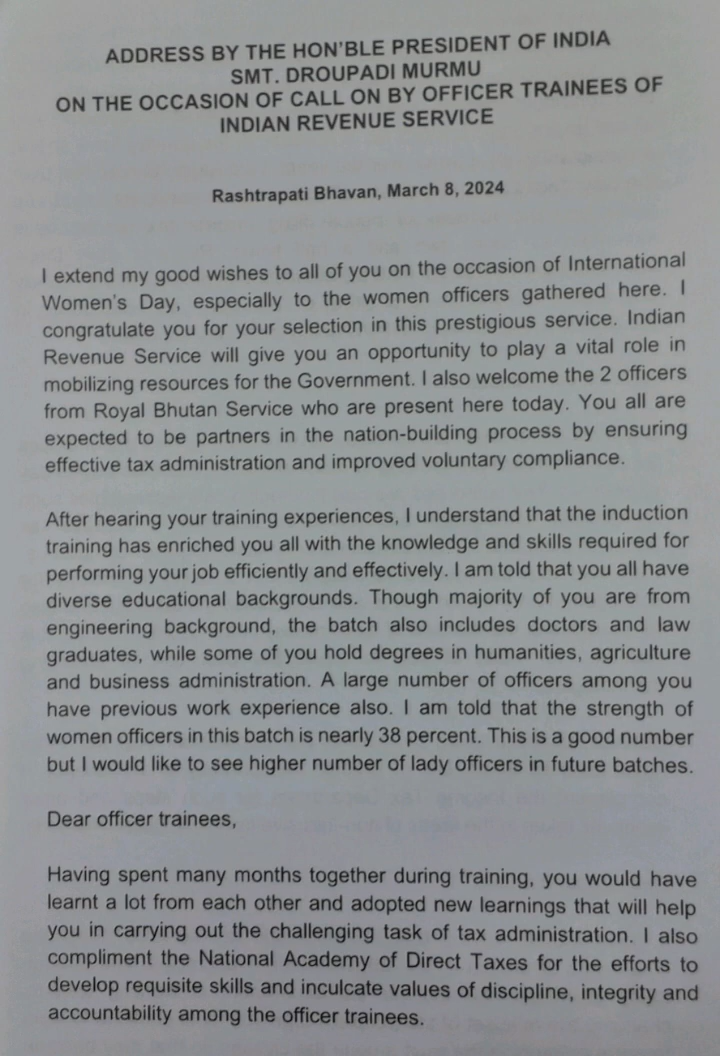 ADDRESS BY THE HON'BLE PRESIDENT OF INDIA
SMT. DROUPADI MURMU
ON THE OCCASION OF CALL ON BY OFFICER TRAINEES OF
INDIAN REVENUE SERVICE
Rashtrapati Bhavan, March 8, 2024
I extend my good wishes to all of you on the occasion of International
Women's Day, especially to the women officers gathered here. I
congratulate you for your selection in this prestigious service. Indian
Revenue Service will give you an opportunity to play a vital role in
mobilizing resources for the Government. I also welcome the 2 officers
from Royal Bhutan Service who are present here today. You all are
expected to be partners in the nation-building process by ensuring
effective tax administration and improved voluntary compliance.
After hearing your training experiences, I understand that the induction
training has enriched you all with the knowledge and skills required for
performing your job efficiently and effectively. I am told that you all have
diverse educational backgrounds. Though majority of you are from
engineering background, the batch also includes doctors and law
graduates, while some of you hold degrees in humanities, agriculture
and business administration. A large number of officers among you
have previous work experience also. I am told that the strength of
women officers in this batch is nearly 38 percent. This is a good number
but I would like to see higher number of lady officers in future batches.
Dear officer trainees,
Having spent many months together during training, you would have
learnt a lot from each other and adopted new learnings that will help
you in carrying out the challenging task of tax administration. I also
compliment the National Academy of Direct Taxes for the efforts to
develop requisite skills and inculcate values of discipline, integrity and
accountability among the officer trainees.